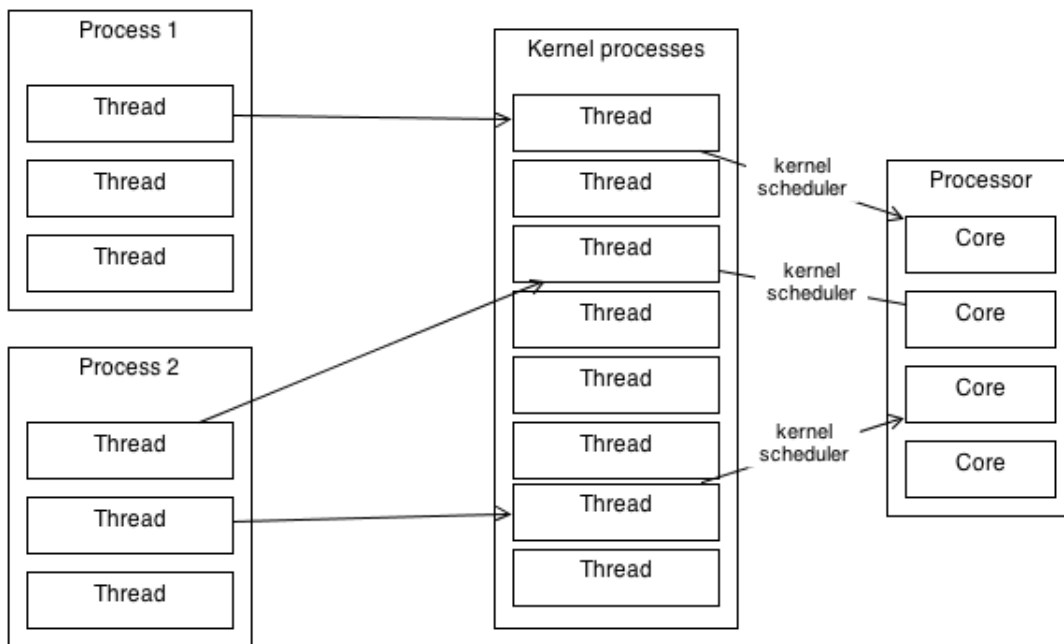 Process 1
Thread
Thread
Thread
Process 2
Thread
Thread
Thread
Kernel processes
Thread
Thread
Thread
Thread
Thread
Thread
Thread
Thread
kernel
scheduler
kernel
scheduler
kernel
scheduler
Processor
Core
Core
Core
Core